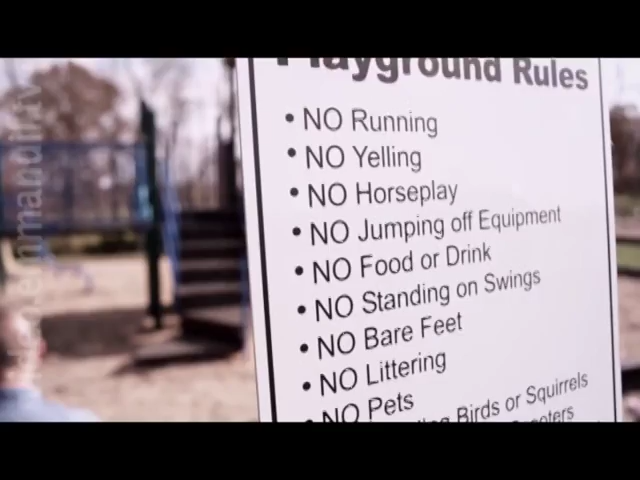 Playground Rules
• NO Running
• NO Yelling
• NO Horseplay
• NO Jumping off Equipment
• NO Food or Drink
• NO Standing on Swings
• NO Bare Feet
• NO Littering
• NO Pets
Birds or Squirrels